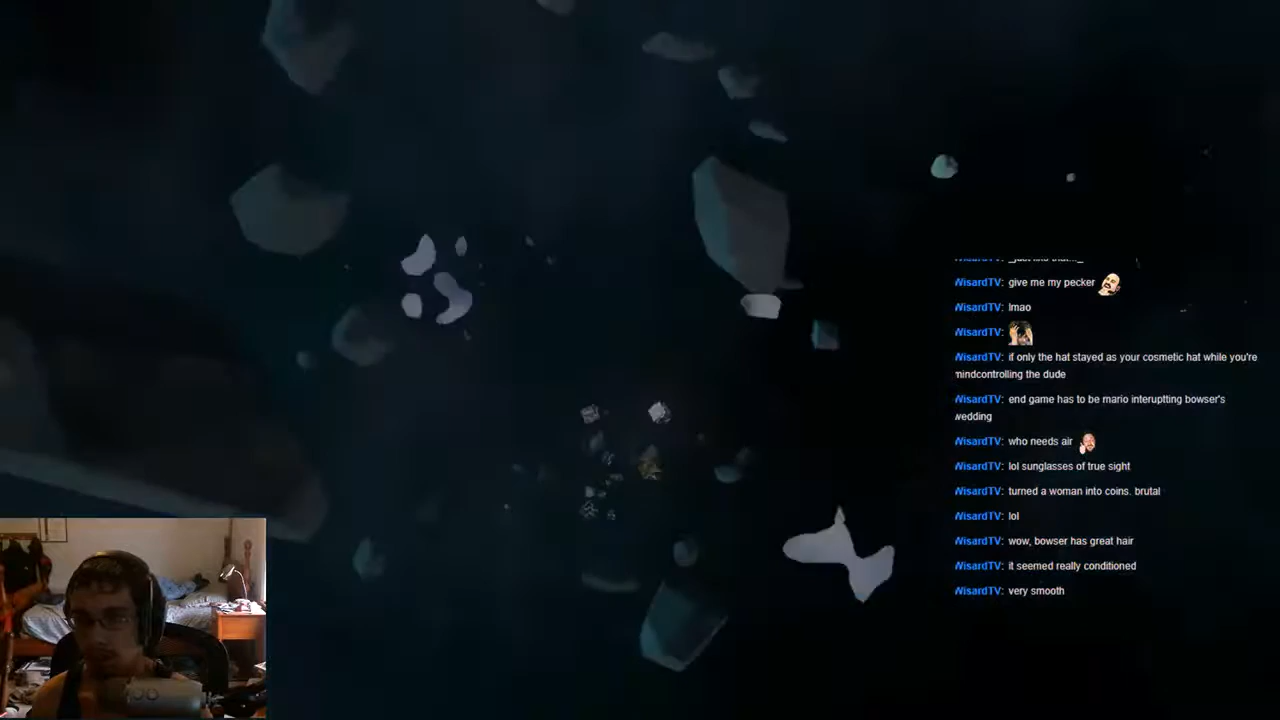 WisardTV: give me my pecker
WisardTV: lmao
WisardTV:
WisardTV: if only the hat stayed as your cosmetic hat while you're
mindcontrolling the dude
WisardTV: end game has to be mario interuptting bowser's
wedding
WisardTV: who needs air
WisardTV: lol sunglasses of true sight
WisardTV: turned a woman into coins. brutal
WisardTV: lol
WisardTV: wow, bowser has great hair
WisardTV: it seemed really conditioned
WisardTV: very smooth